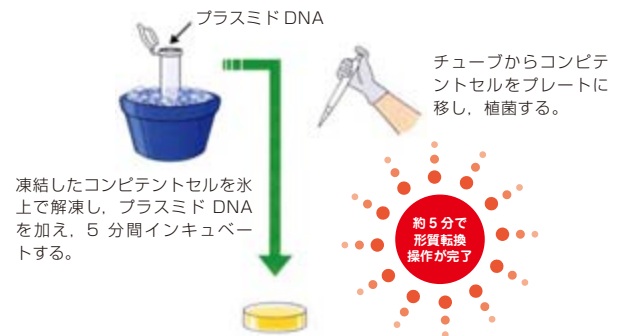 プラスミド DNA
チューブからコンピテ
ントセルをプレートに
移し，植菌する。
凍結したコンピテントセルを氷
上で解凍し，プラスミド DNA
を加え，5 分間インキュベー
トする。
約 5 分で
形質転換
操作が完了